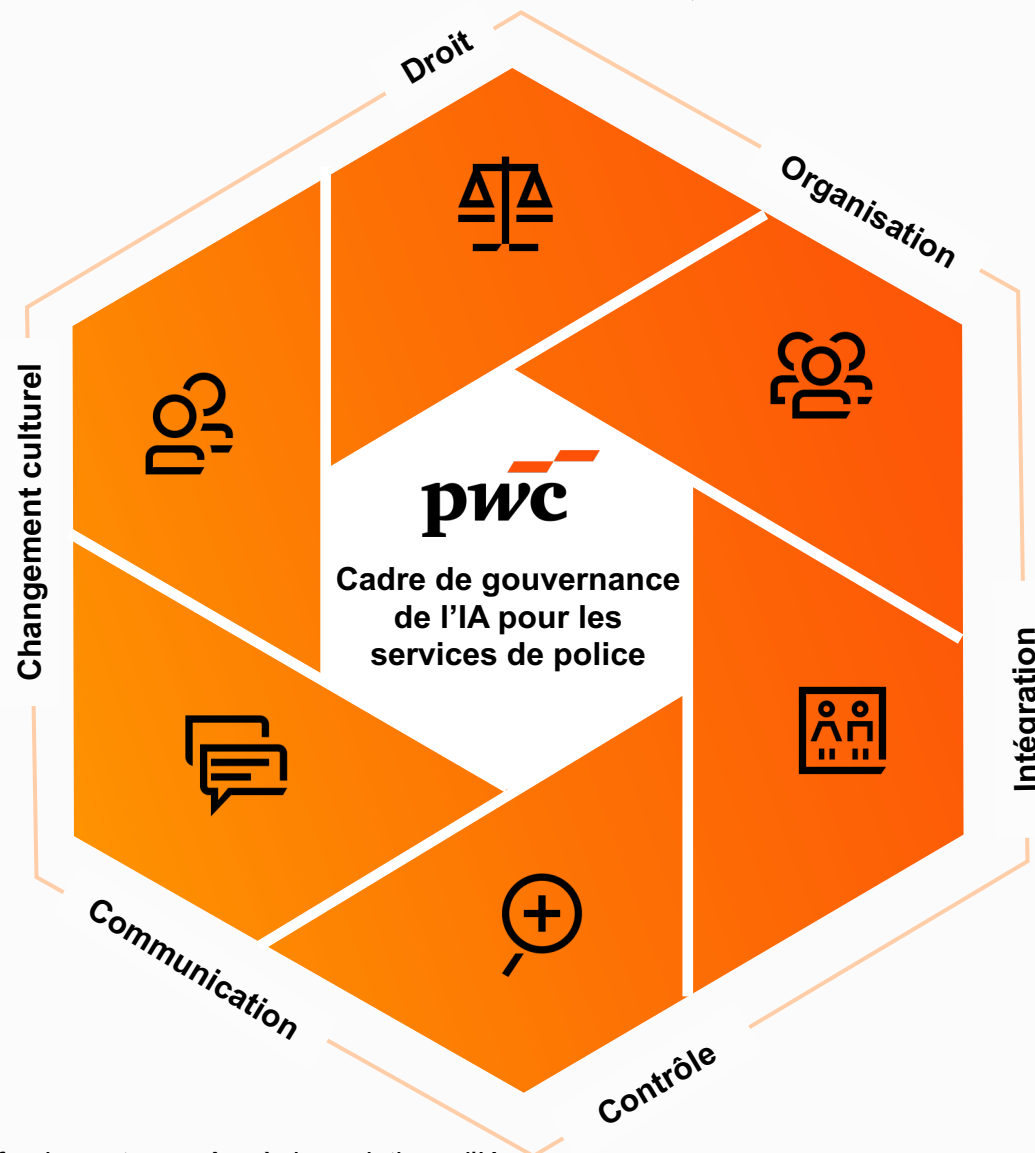 Droit
Organisation
Changement culturel
pwc
Cadre de gouvernance
de l'IA pour les
services de police
Intégration
Communication
Contrôle